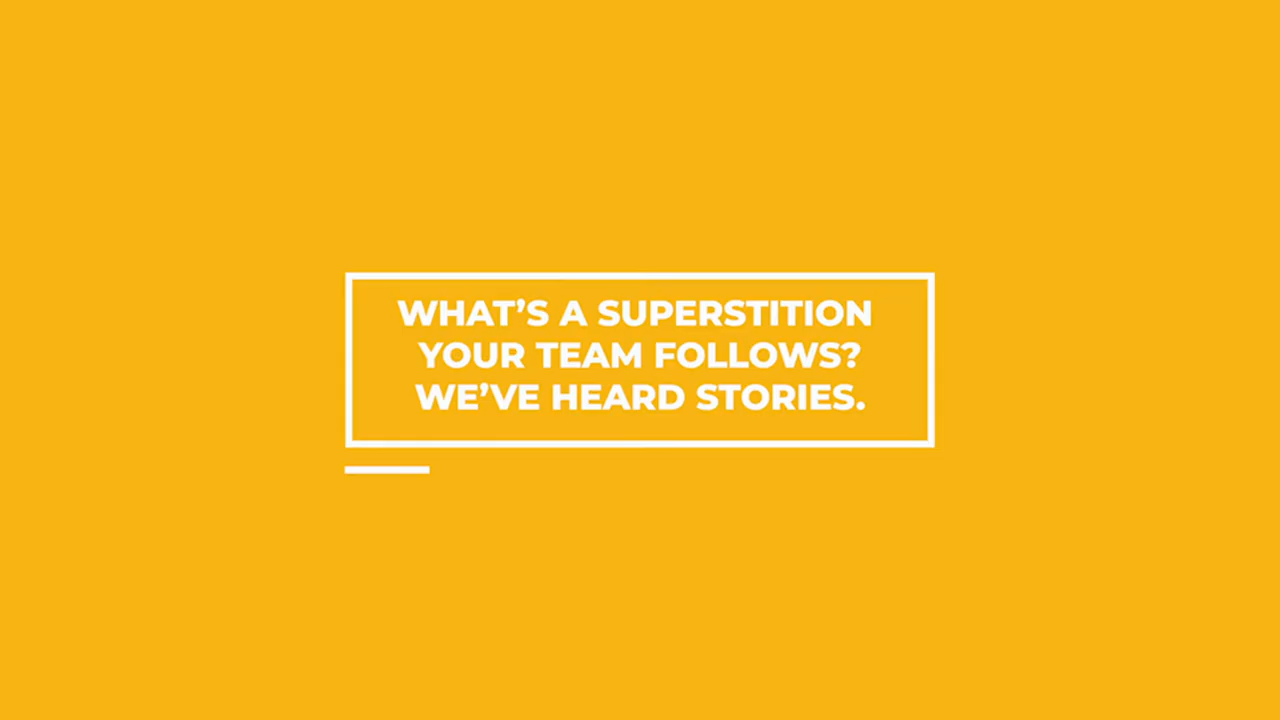 WHAT’S A SUPERSTITION
YOUR TEAM FOLLOWS?
WE’VE HEARD STORIES.